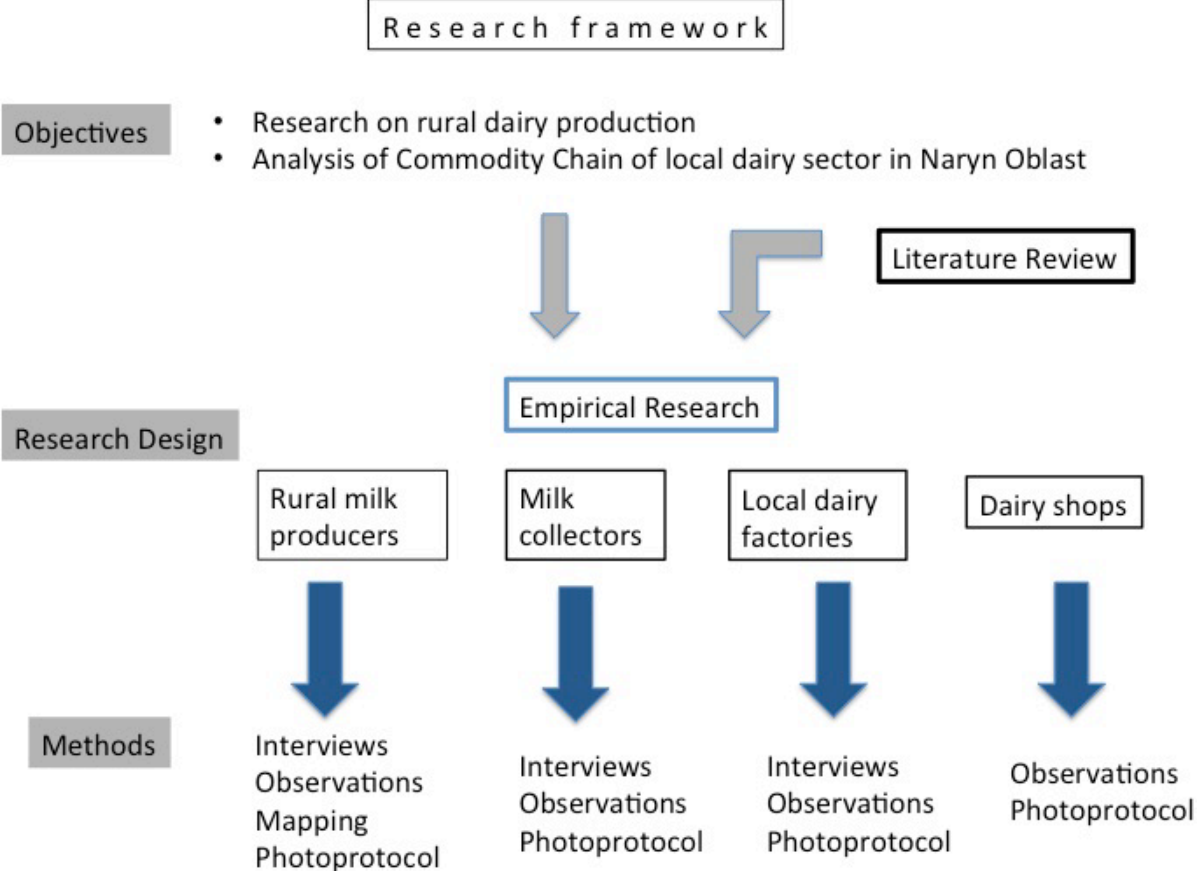 Research framework
Objectives
• Research on rural dairy production
• Analysis of Commodity Chain of local dairy sector in Naryn Oblast
Literature Review
Empirical Research
Research Design
Rural milk
producers
Milk
collectors
Local dairy
factories
Dairy shops
Methods
Interviews
Observations
Mapping
Photoprotocol
Interviews
Observations
Photoprotocol
Interviews
Observations
Photoprotocol
Observations
Photoprotocol